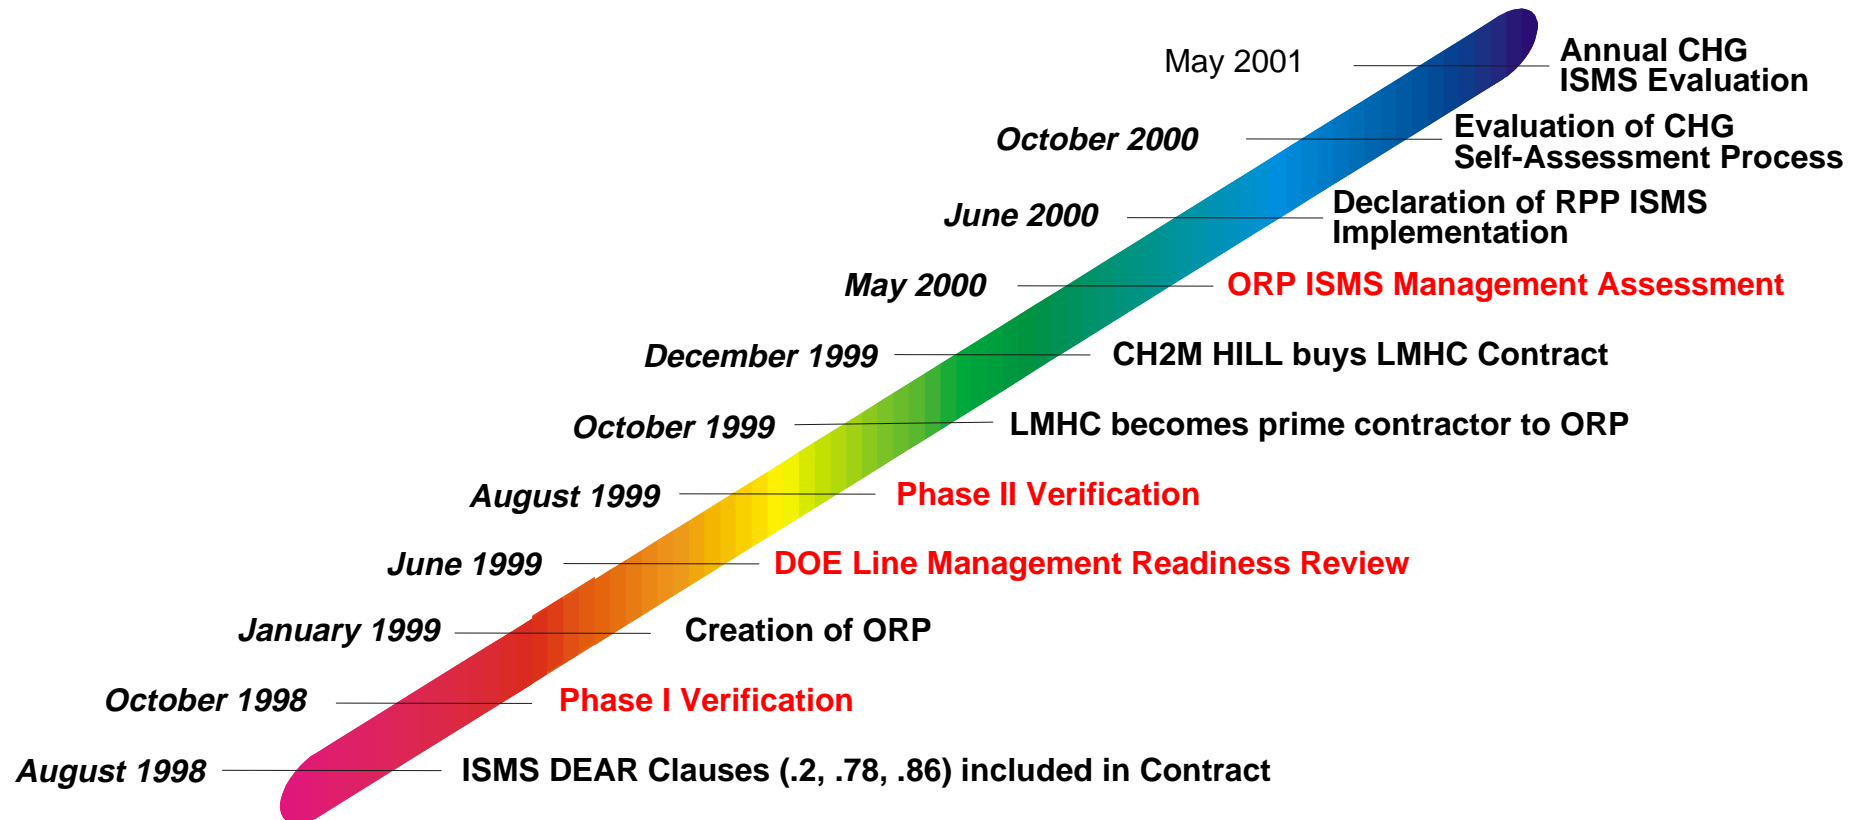 May 2001
Annual CHG
ISMS Evaluation
October 2000
Evaluation of CHG
Self-Assessment Process
June 2000
Declaration of RPP ISMS
Implementation
May 2000
ORP ISMS Management Assessment
December 1999
CH2M HILL buys LMHC Contract
October 1999
LMHC becomes prime contractor to ORP
August 1999
Phase II Verification
June 1999
DOE Line Management Readiness Review
January 1999
Creation of ORP
October 1998
Phase I Verification
August 1998
ISMS DEAR Clauses (.2, .78, .86) included in Contract